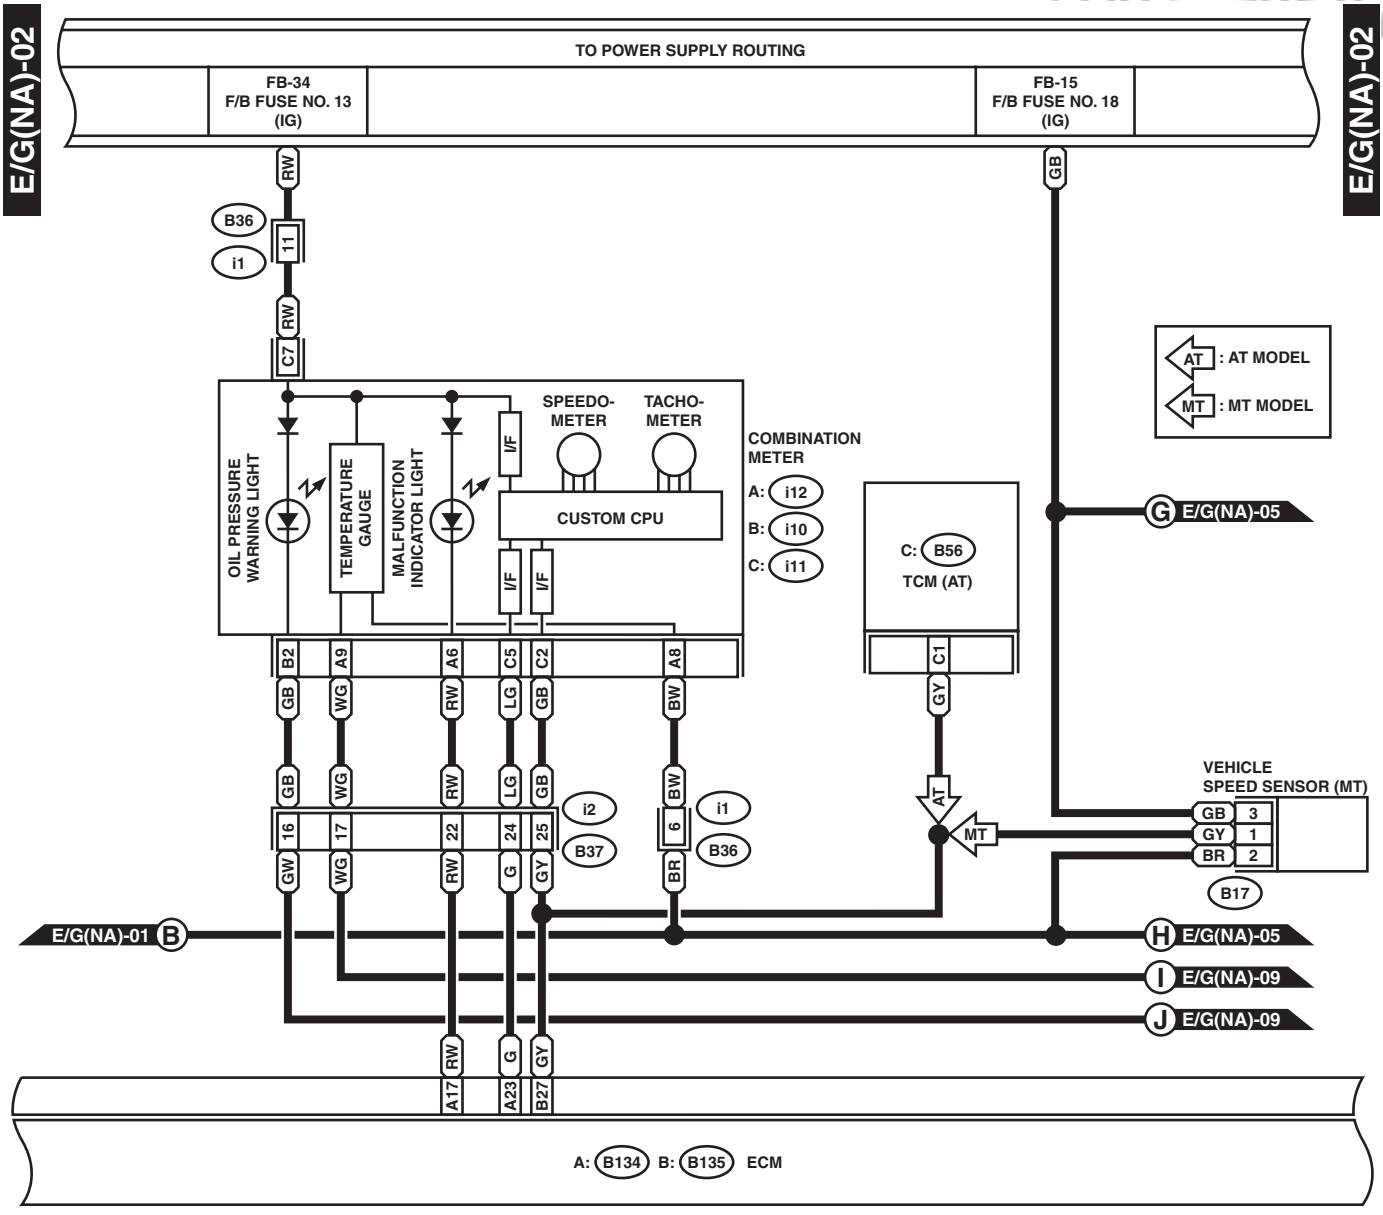 E/G(NA)-02
E/G(NA)-02
TO POWER SUPPLY ROUTING
FB-34
F/B FUSE NO. 13
(IG)
FB-15
F/B FUSE NO. 18
(IG)
RW
GB
B36
11
i1
RW
C7
AT : AT MODEL
MT : MT MODEL
SPEEDO-
METER
TACHO-
METER
I/F
COMBINATION
METER
A: i12
B: i10
C: i11
OIL PRESSURE
WARNING LIGHT
TEMPERATURE
GAUGE
MALFUNCTION
INDICATOR LIGHT
CUSTOM CPU
I/F
I/F
G E/G(NA)-05
C: B56
TCM (AT)
B2
A9
A6
C5
C2
A8
C1
GB
WG
RW
LG
GB
BW
GY
GB
WG
RW
LG
GB
BW
AT
VEHICLE
SPEED SENSOR (MT)
16
17
22
24
25
i2
B37
6
i1
B36
MT
GB 3
GY 1
BR 2
B17
GW
WG
RW
G
GY
BR
E/G(NA)-01 B
H E/G(NA)-05
I E/G(NA)-09
J E/G(NA)-09
RW
G
GY
A17
A23
B27
A: B134 B: B135 ECM